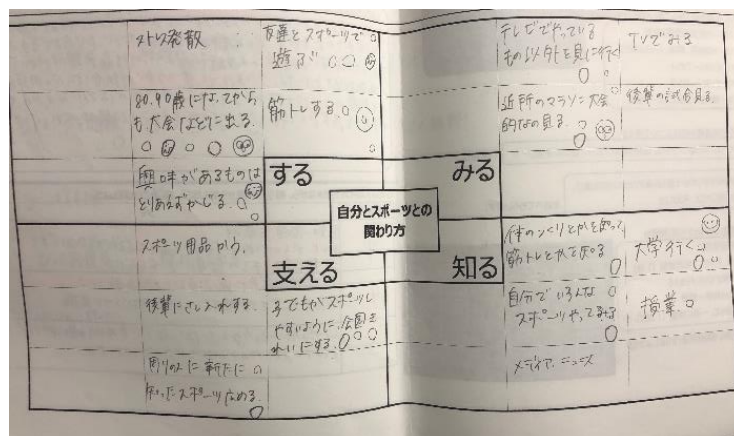 ストレス発散
友達とスポーツで
遊ぶ
80.90歳になってから
も大会などに出る。
筋トレする。
興味があるものは
とりあえずかじる。
する
テレビでやっている
もの以外を見に行く
TVでみる
近所のマラソン大会
的なの見る。
後輩の試合見る。
みる
自分とスポーツとの
関わり方
支える
スポーツ用品かう。
後輩にさし入れする。
子どもがスポーツし
やすいように、公園き
れいにする。
周りの人に新たに
知ったスポーツ広める。
知る
体のつくりとかを知って
筋トレとかを知る
大学行く。
自分でいろんな
スポーツやってみる
授業。
メディア、ニュース